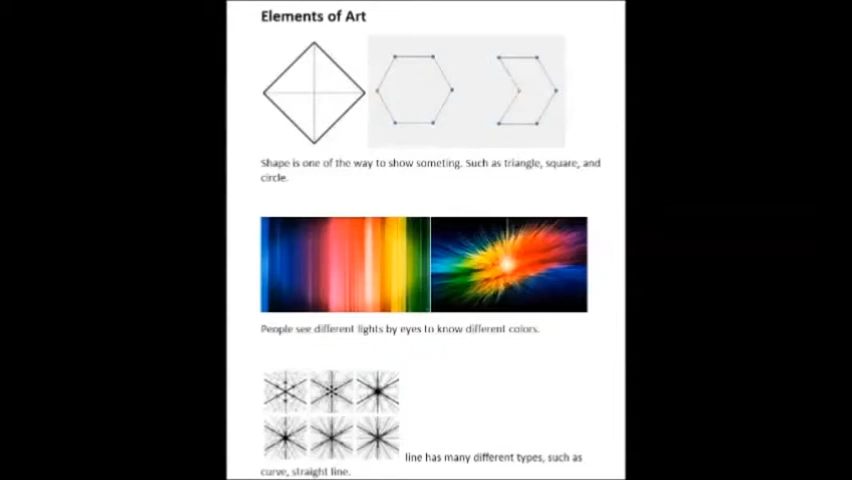 Elements of Art
Shape is one of the way to show someting. Such as triangle, square, and
circle.
People see different lights by eyes to know different colors.
line has many different types, such as
curve, straight line.